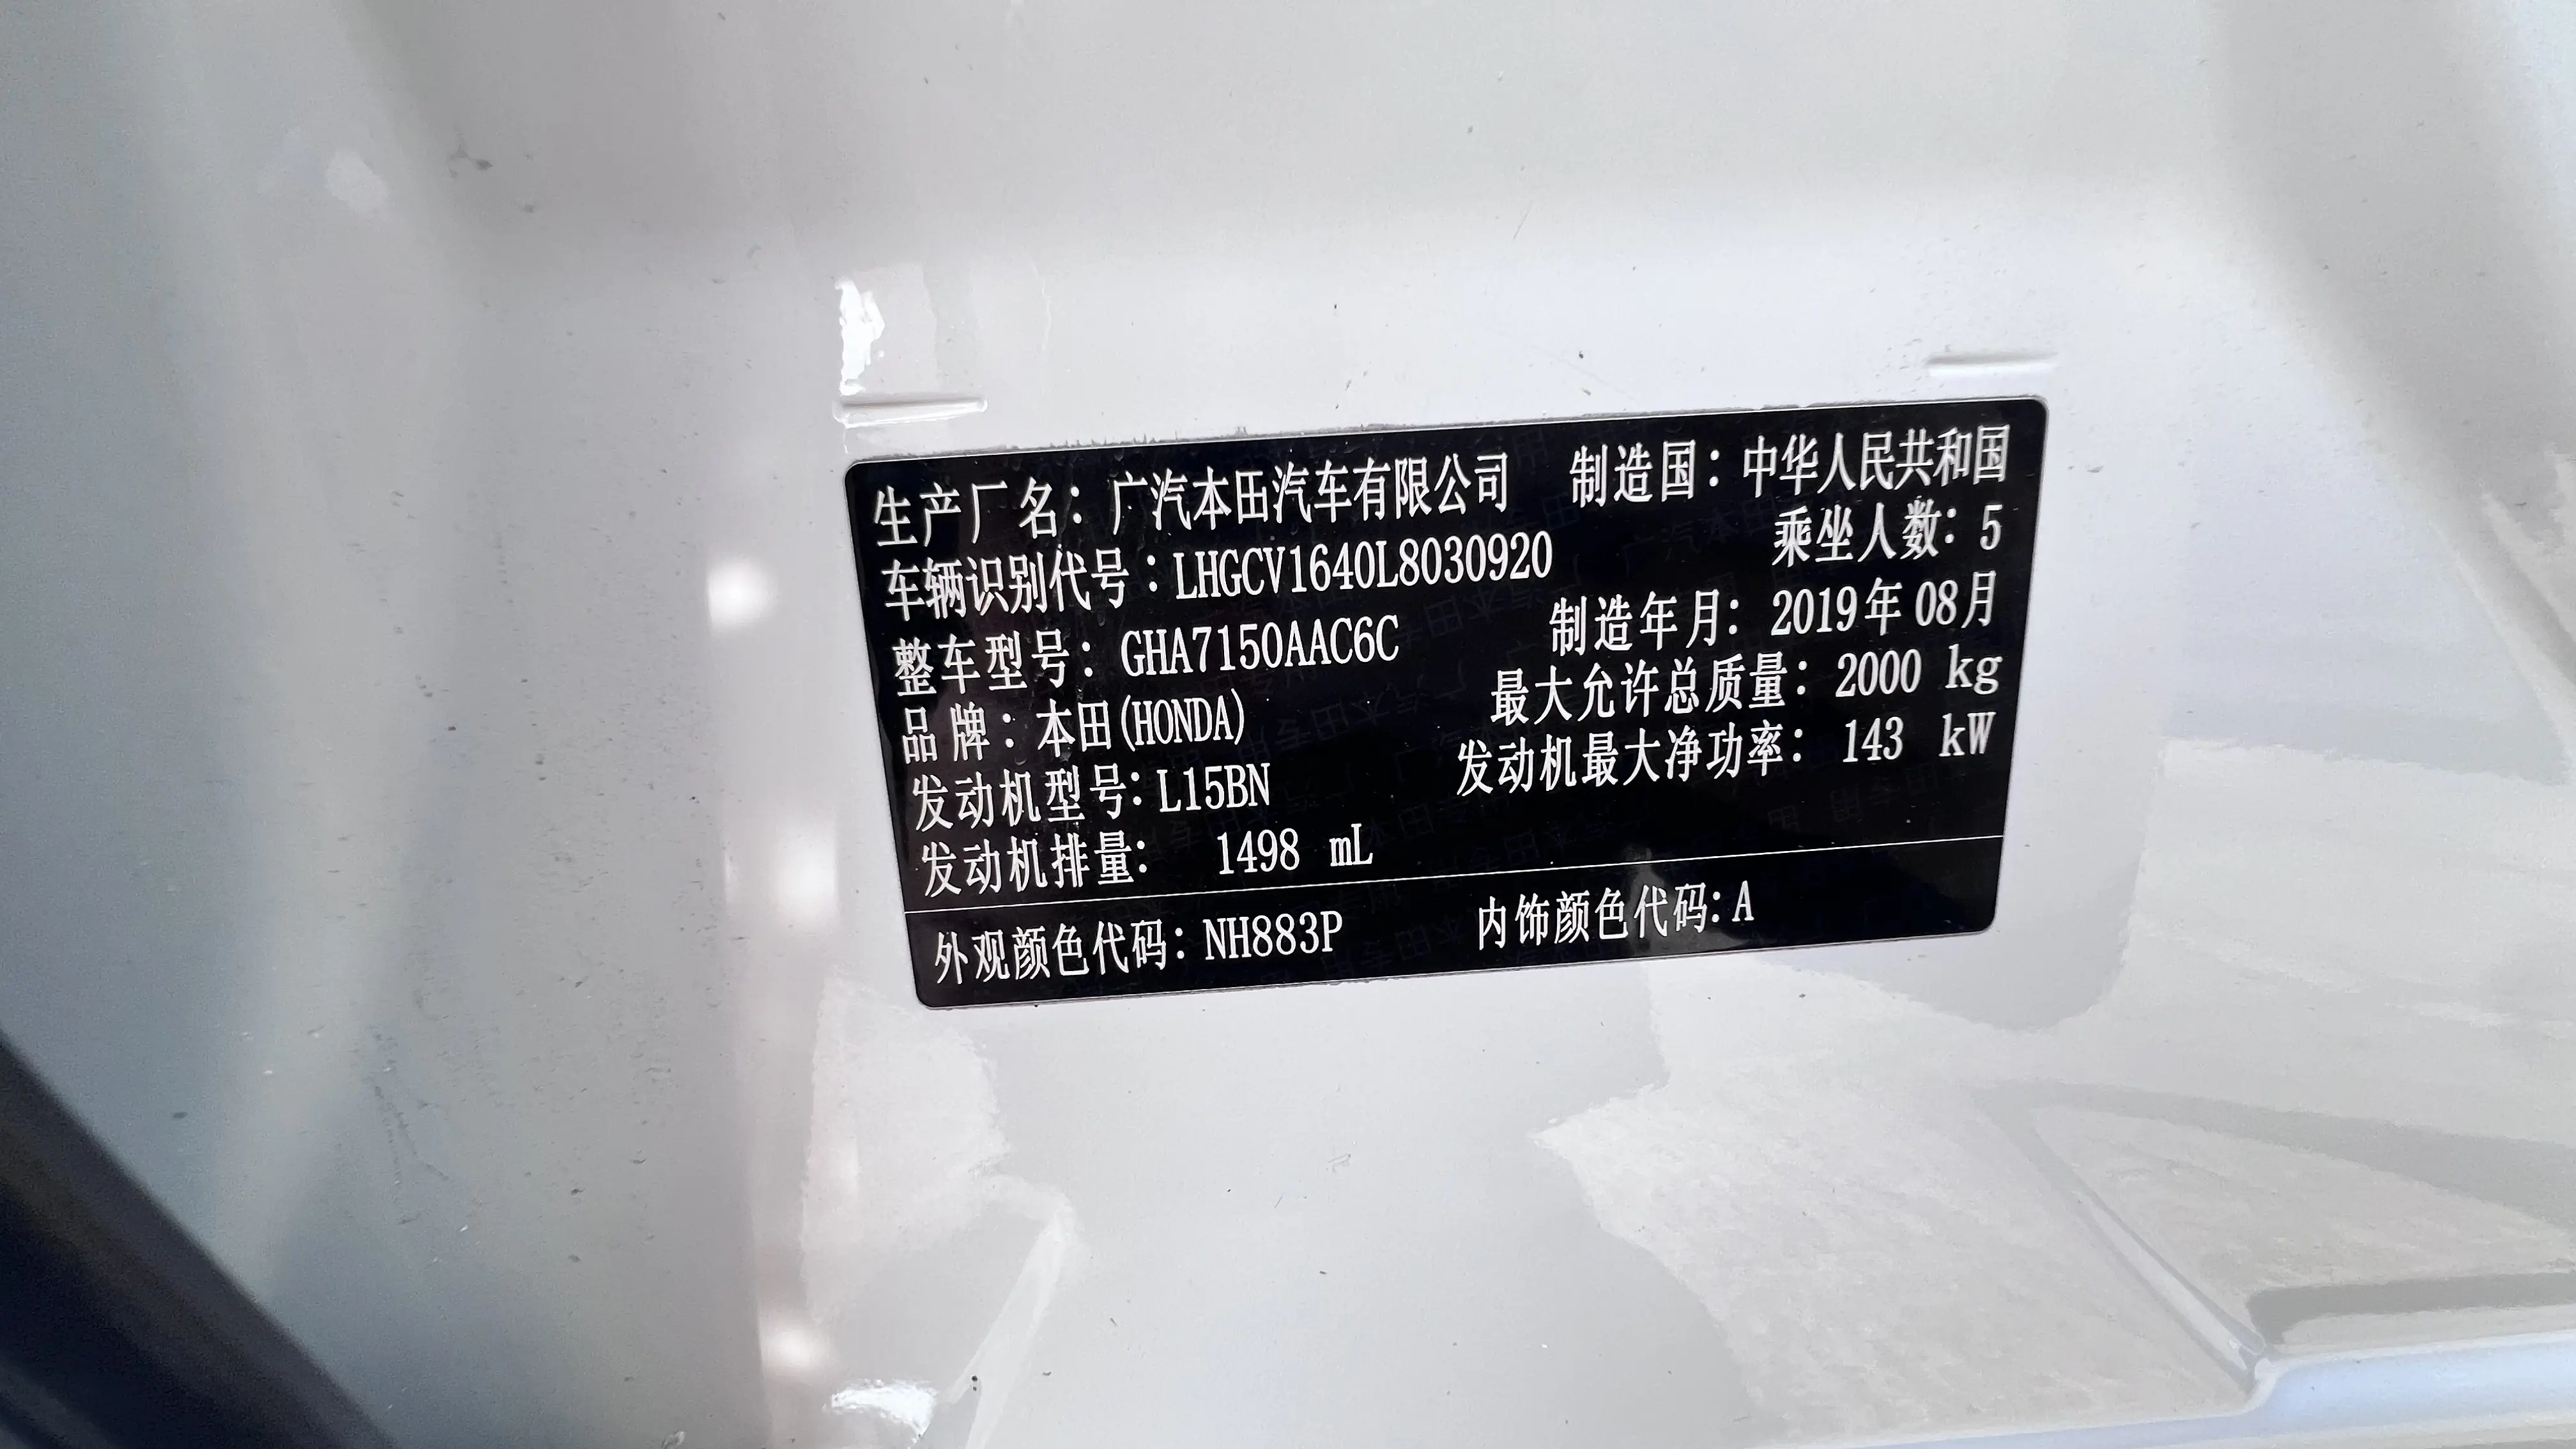 生产厂名：广汽本田汽车有限公司 制造国：中华人民共和国
车辆识别代号：LHGCV1640L8030920 乘坐人数：5
整车型号：GHA7150AAC6C 制造年月：2019年08月
品牌：本田(HONDA) 最大允许总质量：2000 kg
发动机型号：L15BN 发动机最大净功率：143 kW
发动机排量： 1498 mL
外观颜色代码：NH883P 内饰颜色代码：A